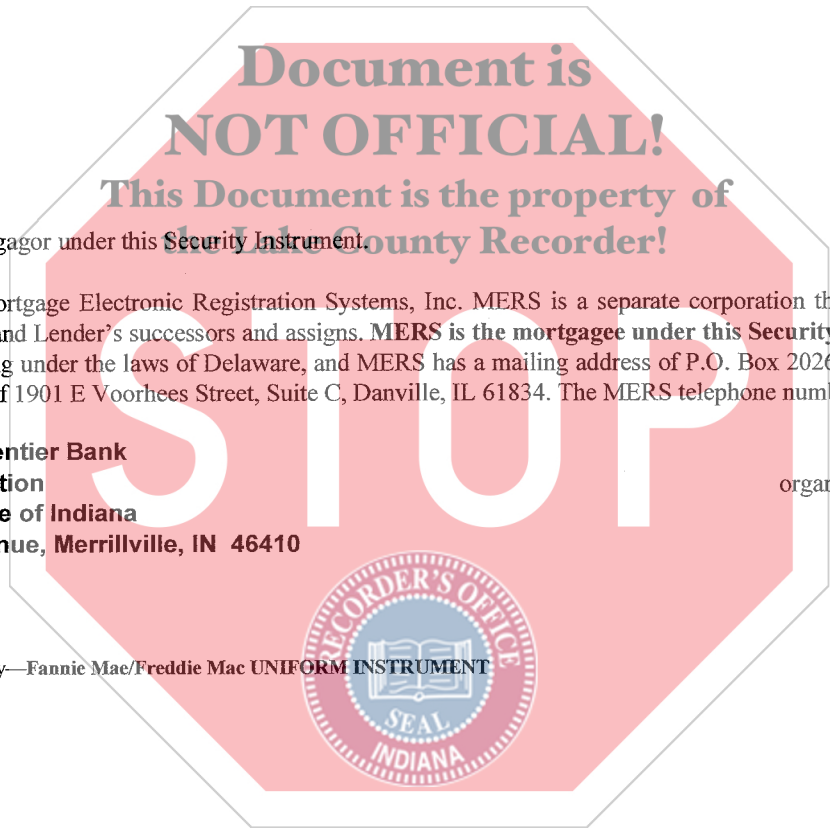 Document is
NOT OFFICIAL!
This Document is the property of
the Lake County Recorder!
gagor under this Security Instrument.
ortgage Electronic Registration Systems, Inc. MERS is a separate corporation th
and Lender’s successors and assigns. MERS is the mortgagee under this Security
g under the laws of Delaware, and MERS has a mailing address of P.O. Box 2026
f 1901 E Voorhees Street, Suite C, Danville, IL 61834. The MERS telephone numb
STOP
entier Bank
tion organ
e of Indiana
nue, Merrillville, IN 46410
y—Fannie Mae/Freddie Mac UNIFORM INSTRUMENT
RECORDER'S OFFICE
SEAL
INDIANA